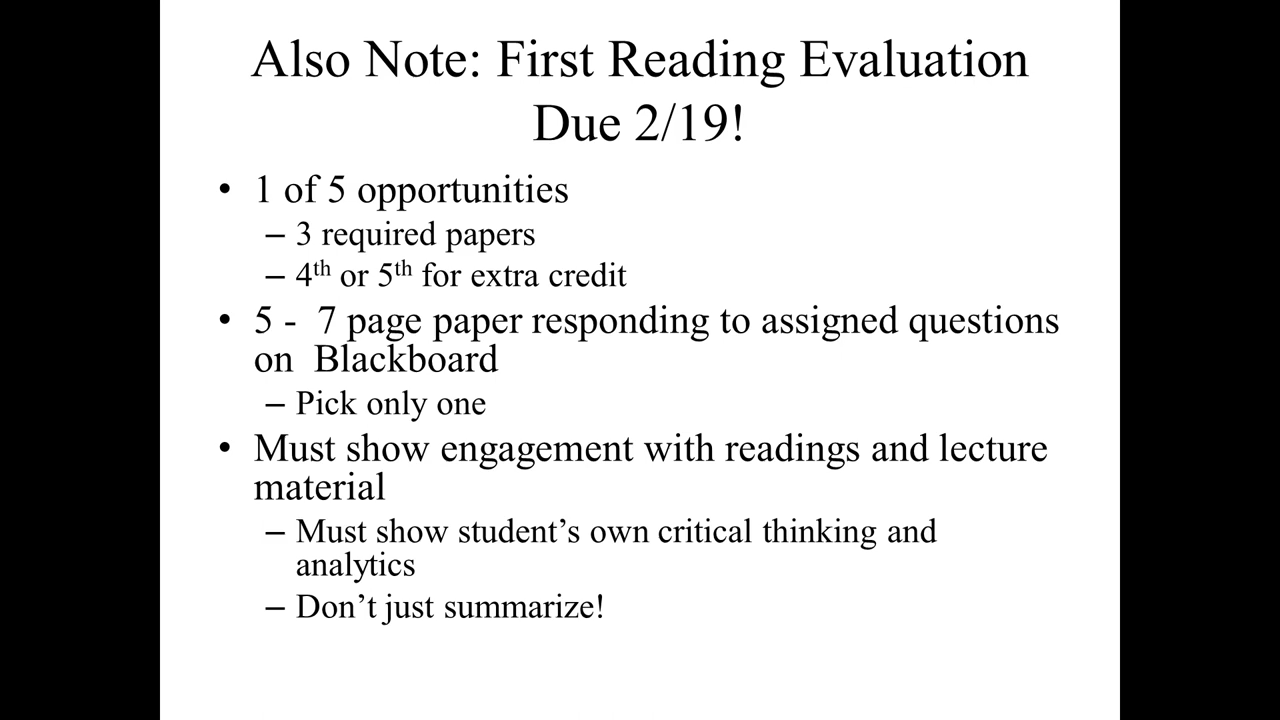 Also Note: First Reading Evaluation
Due 2/19!
• 1 of 5 opportunities
– 3 required papers
– 4th or 5th for extra credit
• 5 -  7 page paper responding to assigned questions
on  Blackboard
– Pick only one
• Must show engagement with readings and lecture
material
– Must show student’s own critical thinking and
analytics
– Don’t just summarize!